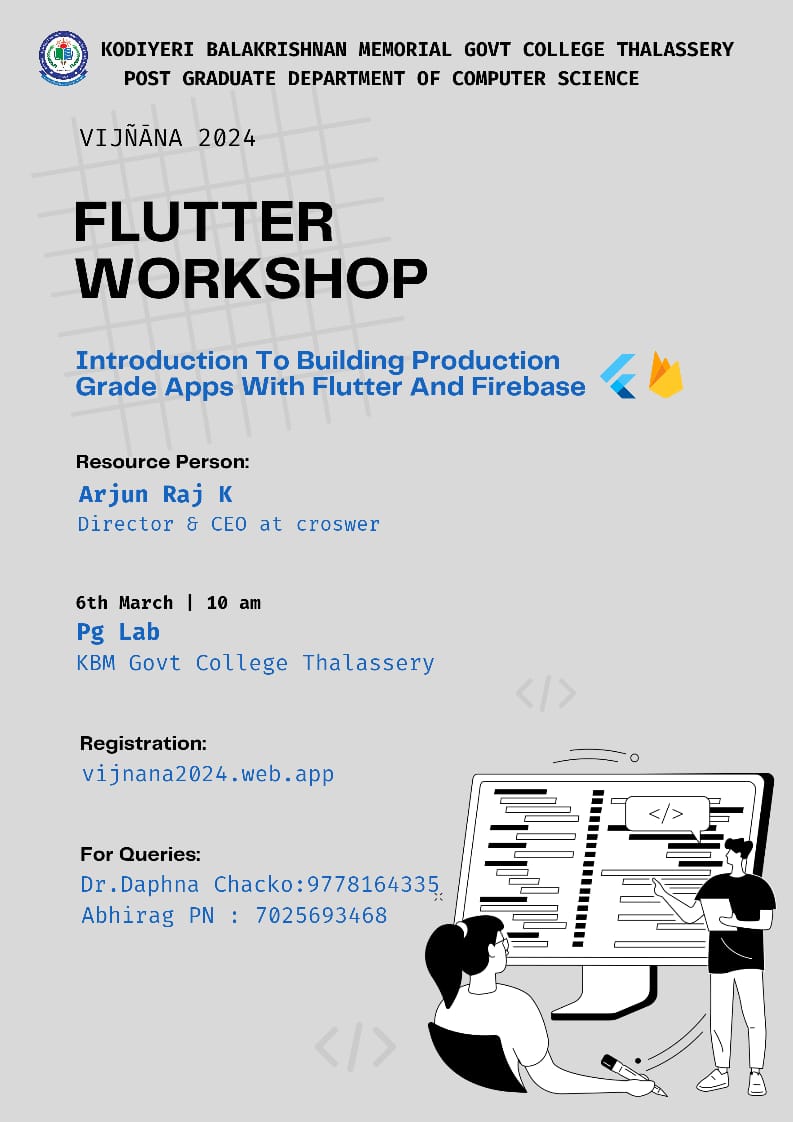 KODIYERI BALAKRISHNAN MEMORIAL GOVT COLLEGE THALASSERY
POST GRADUATE DEPARTMENT OF COMPUTER SCIENCE
VIJÑĀNA 2024
FLUTTER
WORKSHOP
Introduction To Building Production
Grade Apps With Flutter And Firebase
Resource Person:
Arjun Raj K
Director & CEO at croswer
6th March | 10 am
Pg Lab
KBM Govt College Thalassery
</>
Registration:
vijnana2024.web.app
</>
For Queries:
Dr.Daphna Chacko:9778164335
Abhirag PN : 7025693468
</>